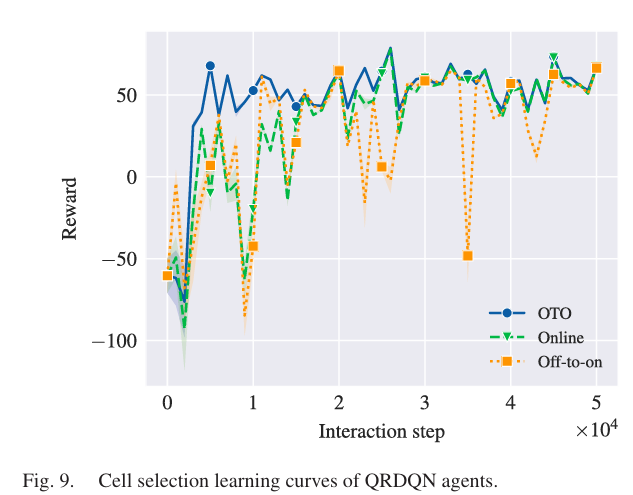 50
0
−50
−100
Reward
OTO
Online
Off-to-on
0 1 2 3 4 5
×10⁴
Interaction step
Fig. 9. Cell selection learning curves of QRDQN agents.